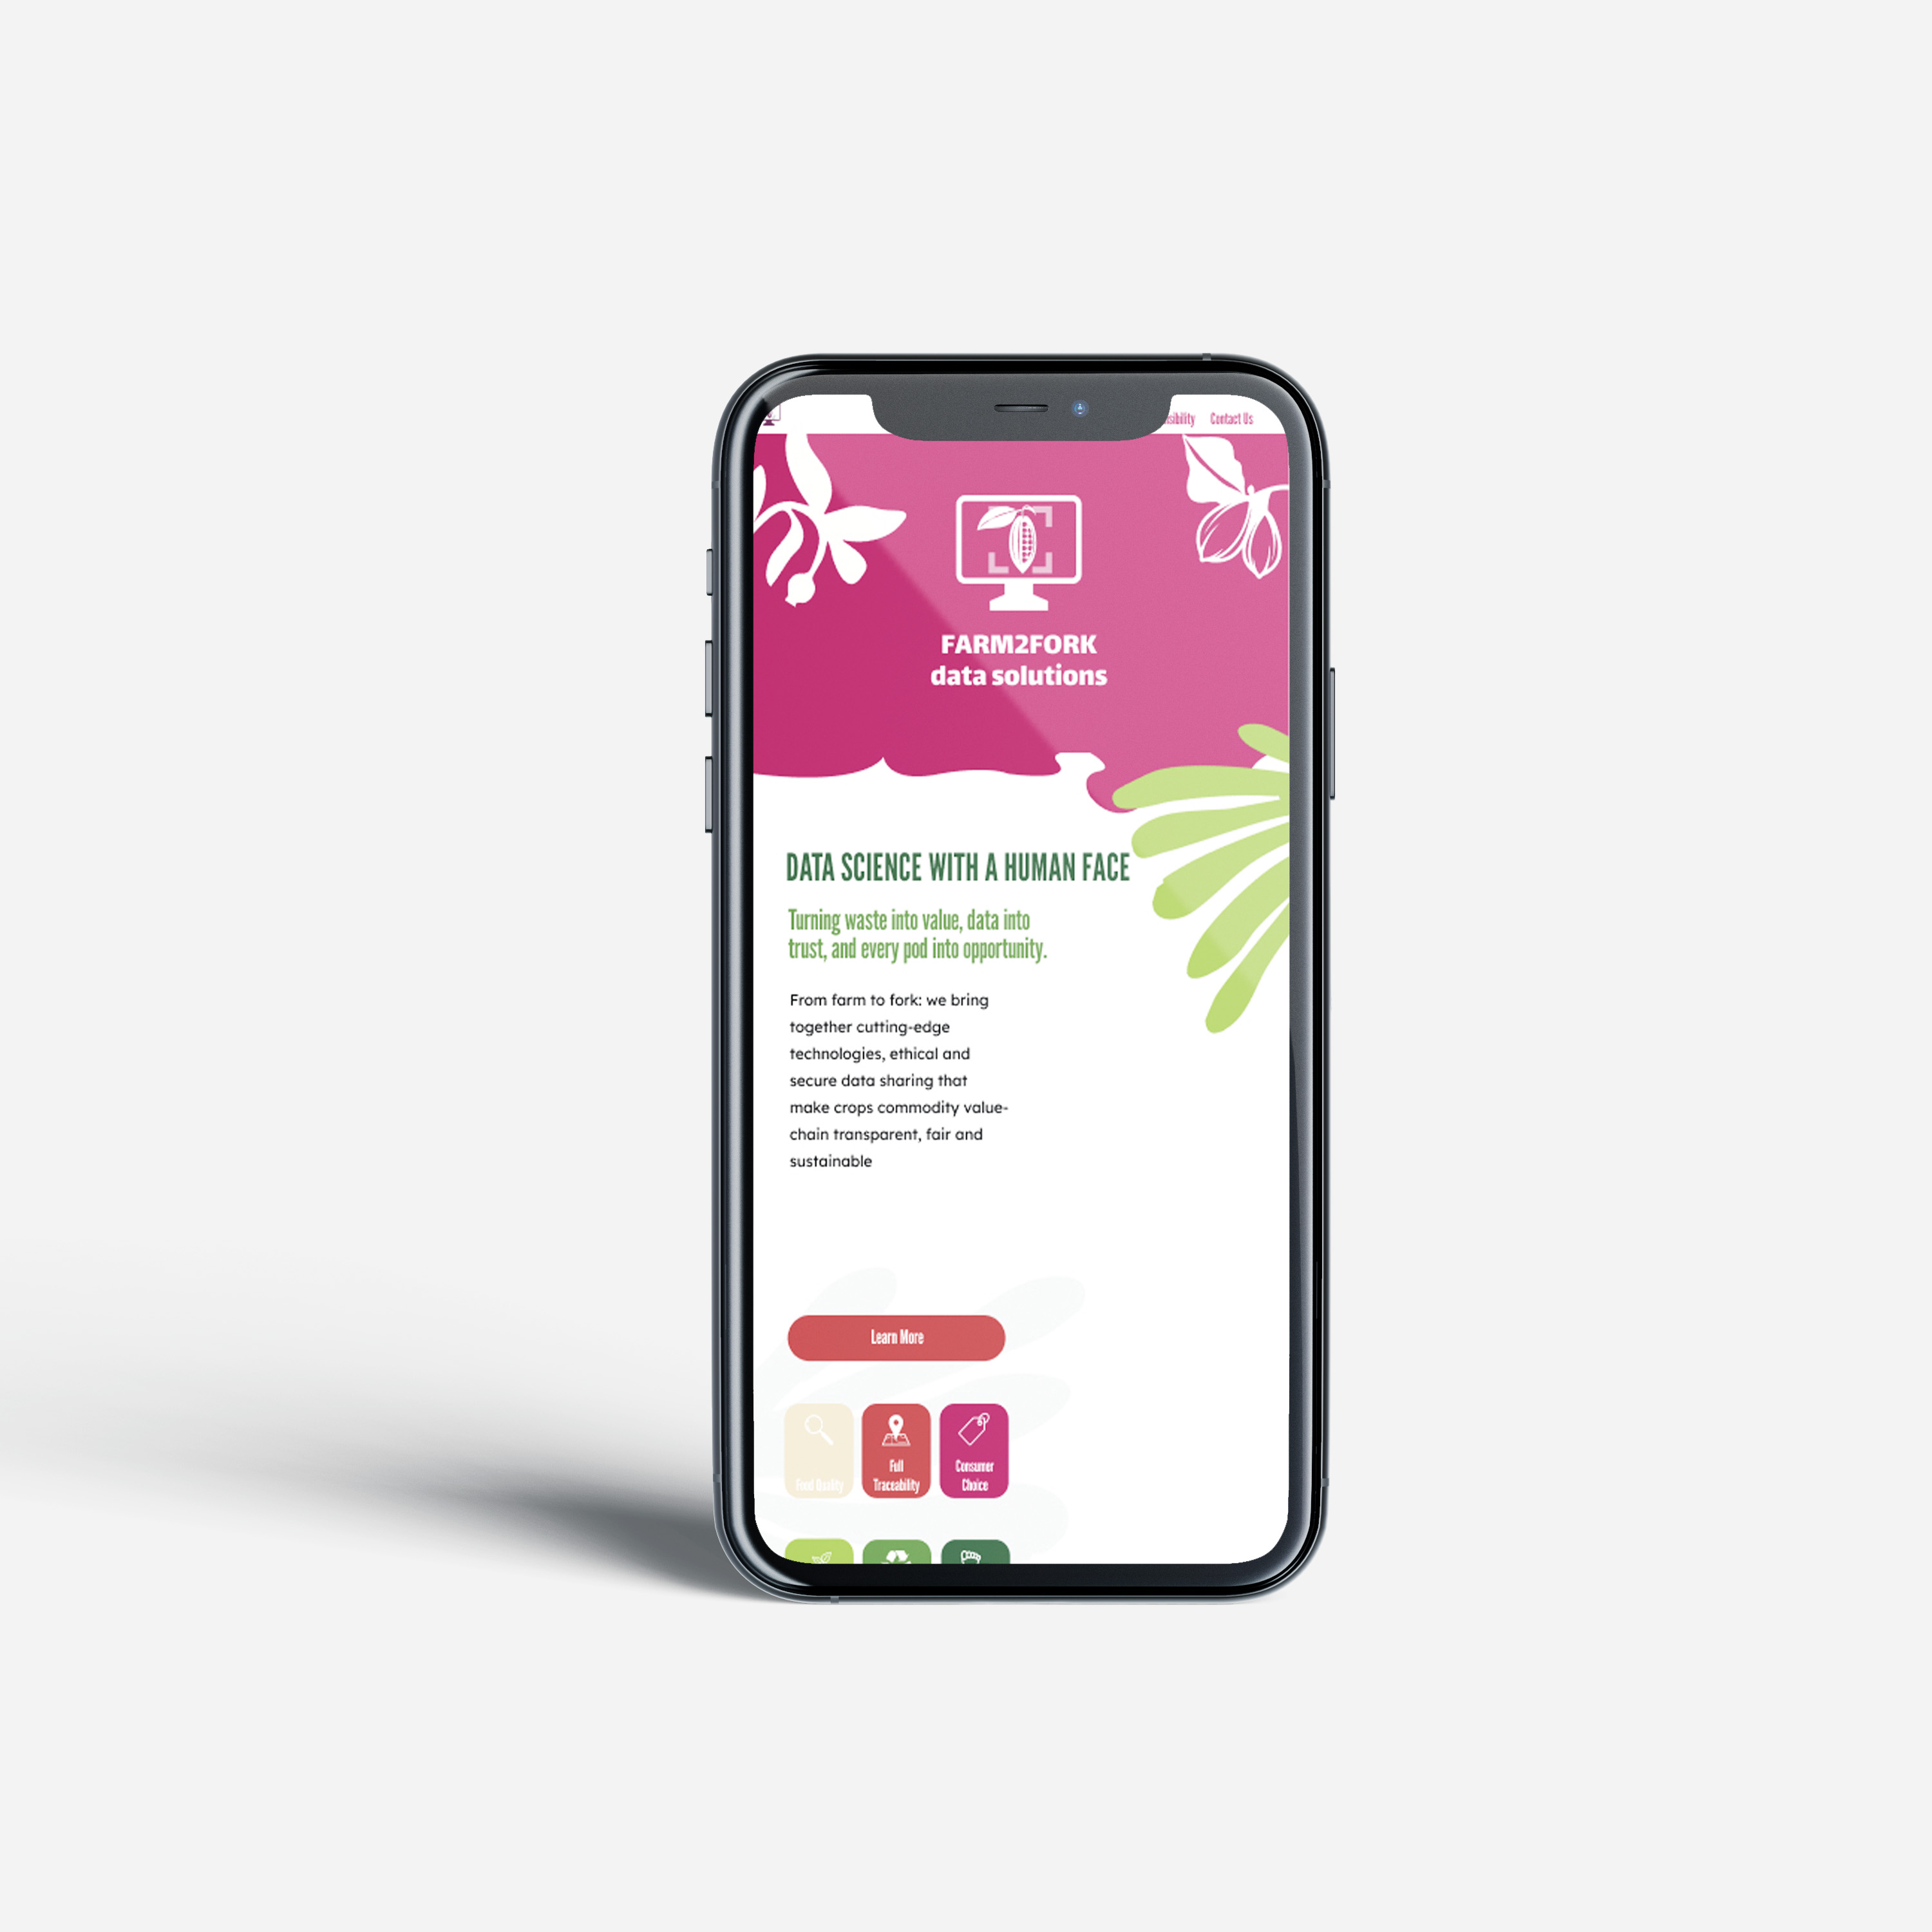 Contact Us
FARM2FORK
data solutions
DATA SCIENCE WITH A HUMAN FACE
Turning waste into value, data into
trust, and every pod into opportunity.
From farm to fork: we bring
together cutting-edge
technologies, ethical and
secure data sharing that
make crops commodity value-
chain transparent, fair and
sustainable
Learn More
Food Quality
Full
Traceability
Consumer
Choice